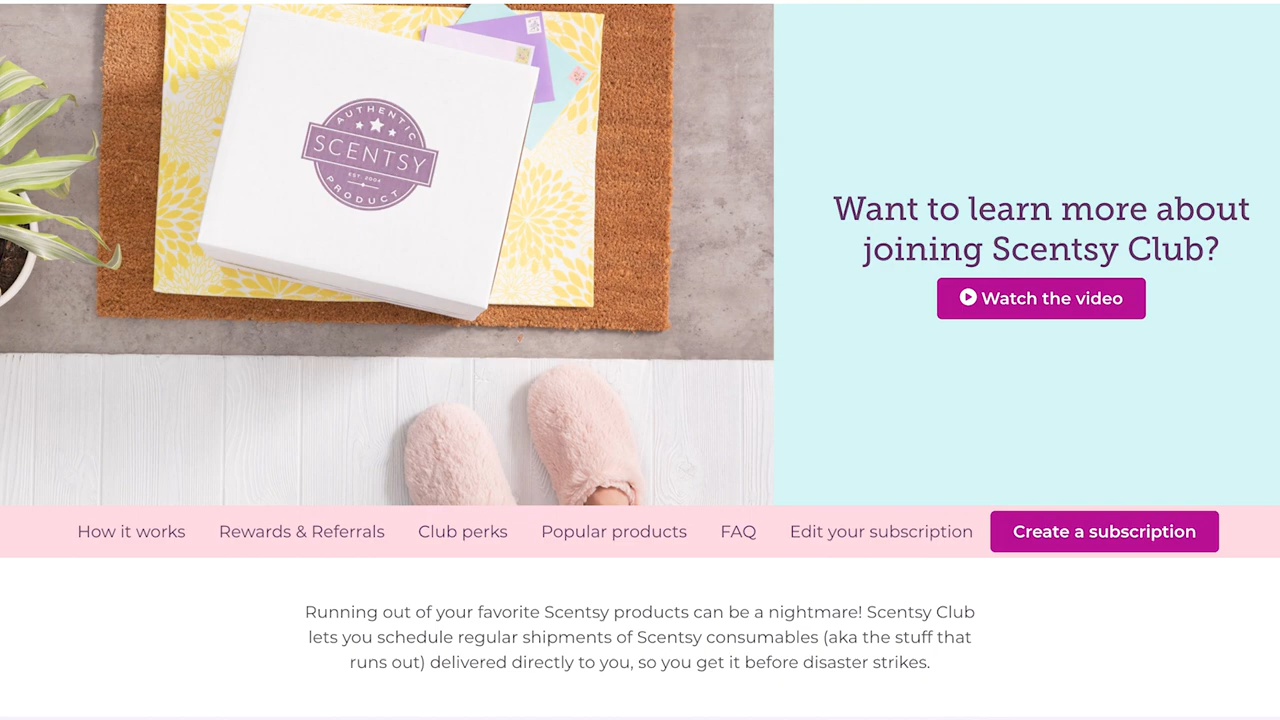 AUTHENTIC
SCENTSY
EST. 2004
PRODUCT
Want to learn more about
joining Scentsy Club?
Watch the video
How it works Rewards & Referrals Club perks Popular products FAQ Edit your subscription Create a subscription
Running out of your favorite Scentsy products can be a nightmare! Scentsy Club
lets you schedule regular shipments of Scentsy consumables (aka the stuff that
runs out) delivered directly to you, so you get it before disaster strikes.